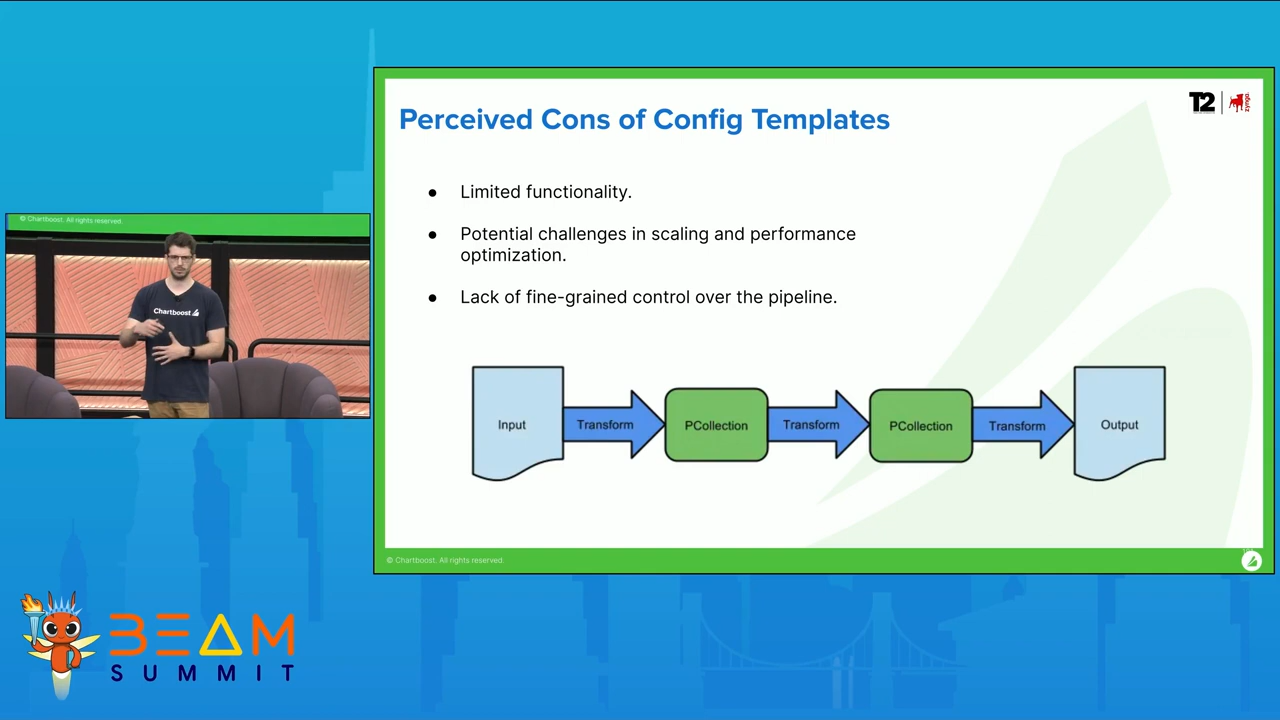 © Chartboost. All rights reserved.
Chartboost
BEAM
SUMMIT
T2
zynga
Perceived Cons of Config Templates
● Limited functionality.
● Potential challenges in scaling and performance
optimization.
● Lack of fine-grained control over the pipeline.
Input
Transform
PCollection
Transform
PCollection
Transform
Output
© Chartboost. All rights reserved.